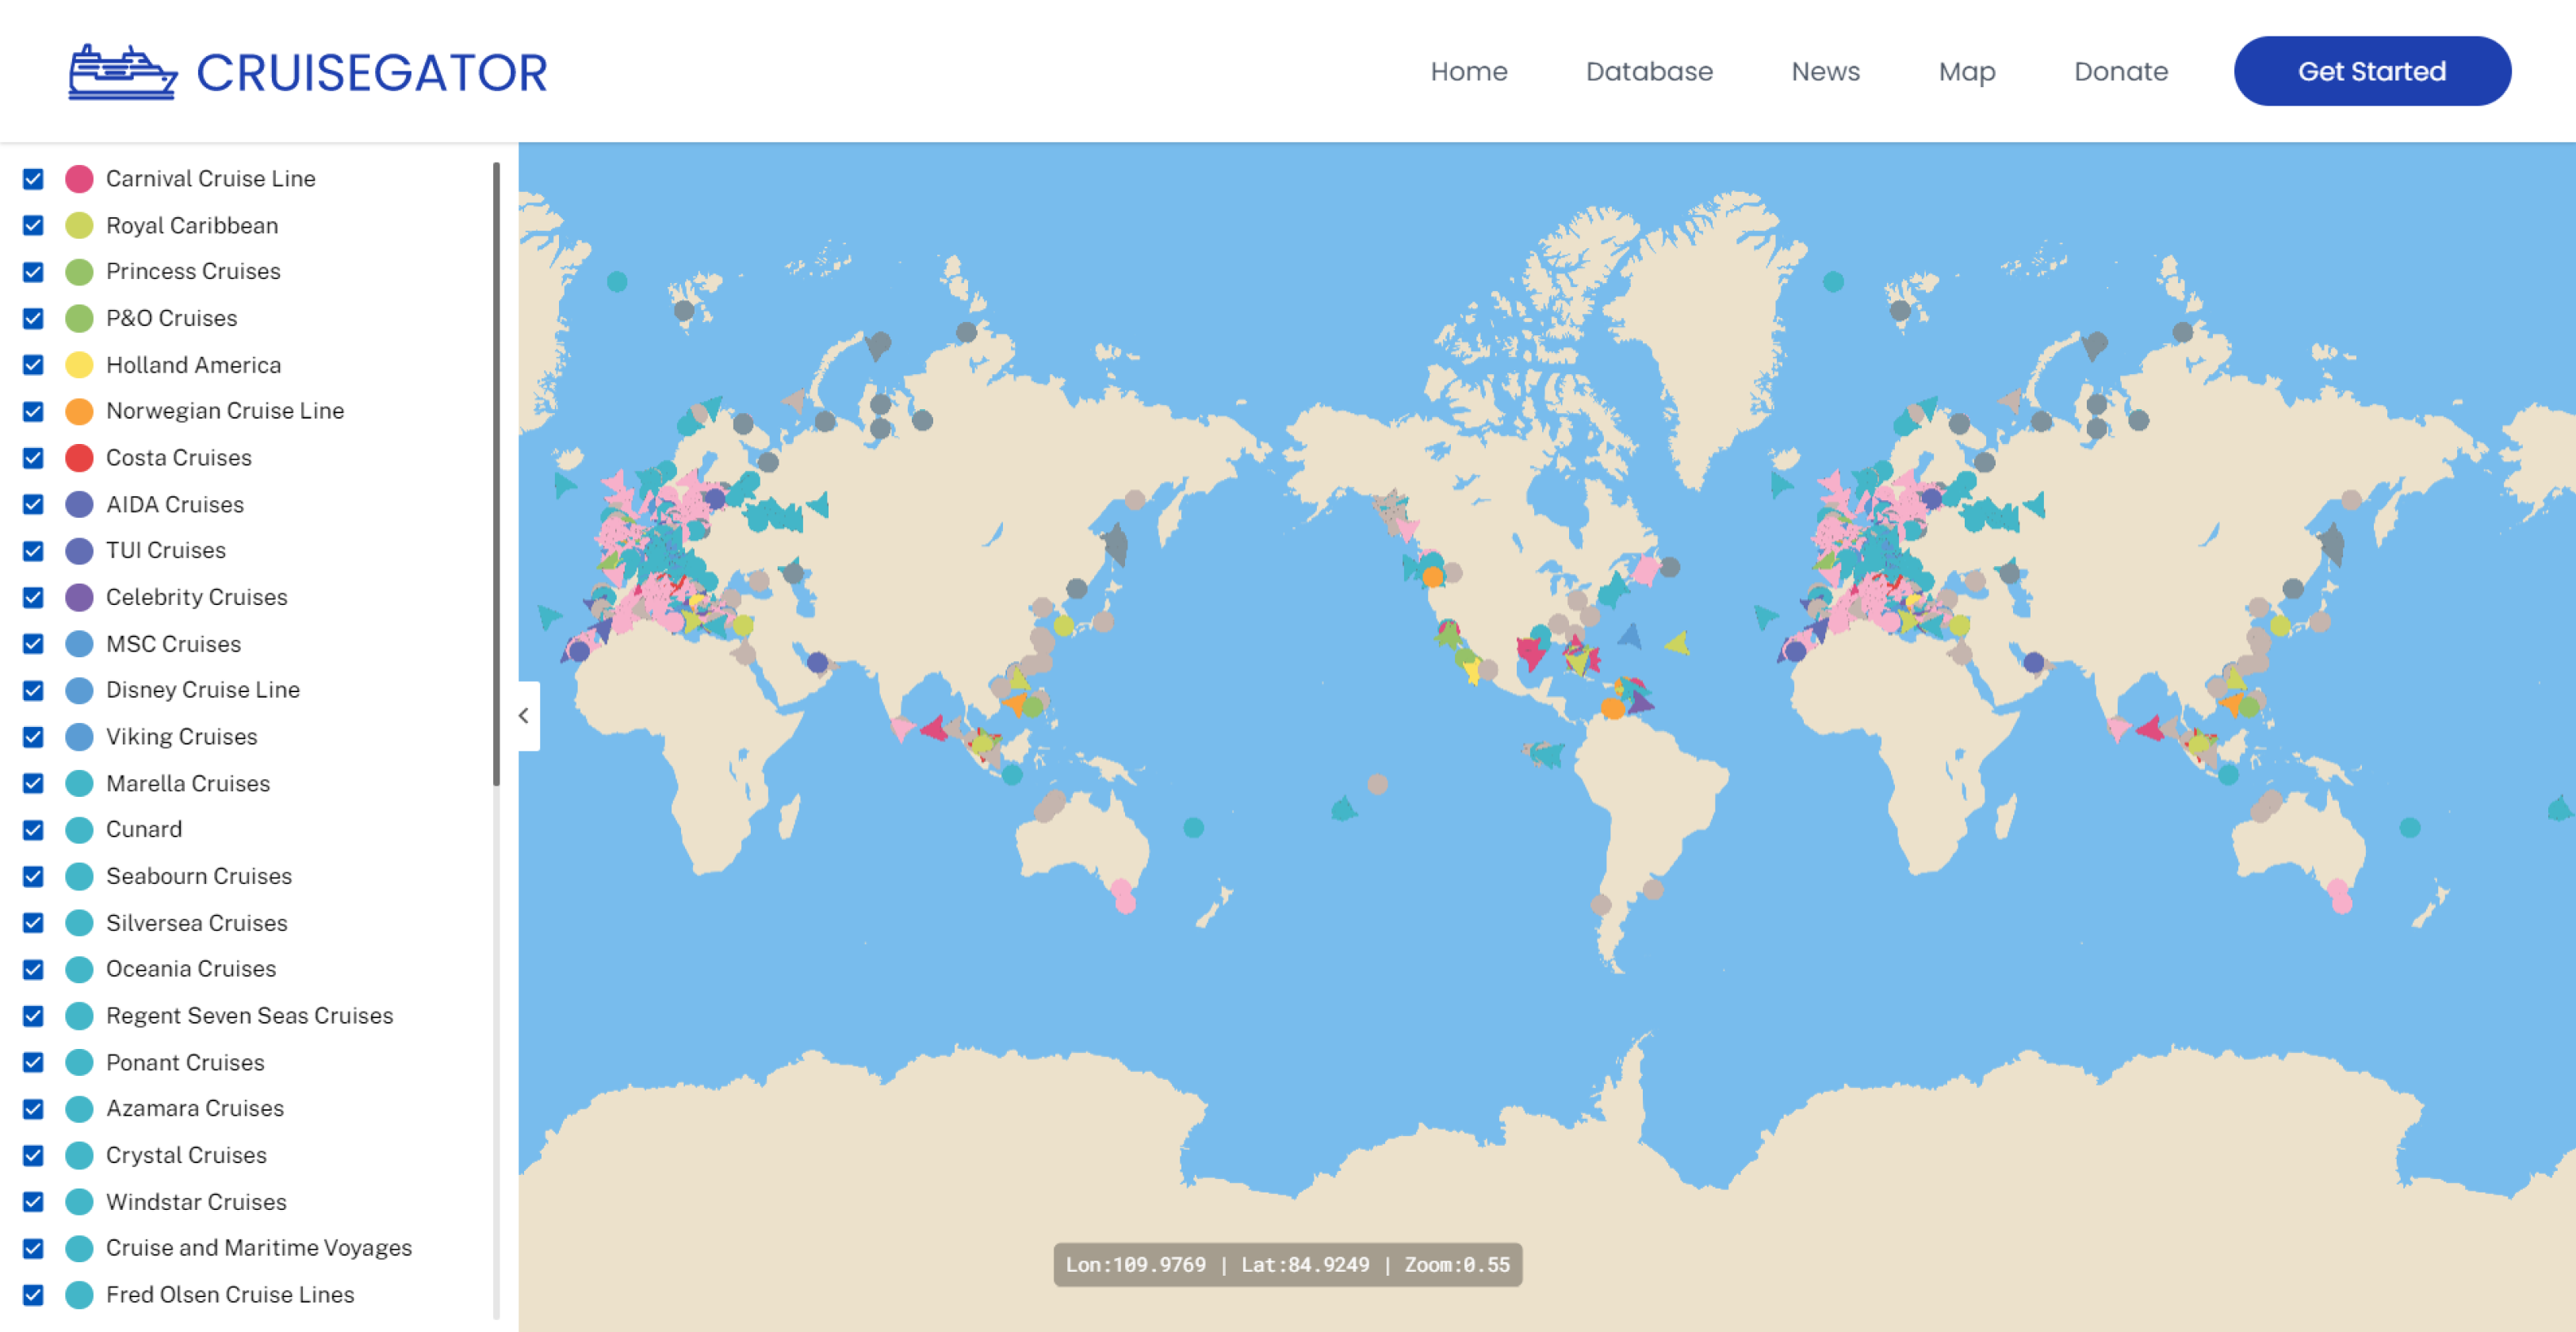 CRUISEGATOR
Home
Database
News
Map
Donate
Get Started
Carnival Cruise Line
Royal Caribbean
Princess Cruises
P&O Cruises
Holland America
Norwegian Cruise Line
Costa Cruises
AIDA Cruises
TUI Cruises
Celebrity Cruises
MSC Cruises
Disney Cruise Line
Viking Cruises
Marella Cruises
Cunard
Seabourn Cruises
Silversea Cruises
Oceania Cruises
Regent Seven Seas Cruises
Ponant Cruises
Azamara Cruises
Crystal Cruises
Windstar Cruises
Cruise and Maritime Voyages
Fred Olsen Cruise Lines
Lon:109.9769 | Lat:84.9249 | Zoom:0.55